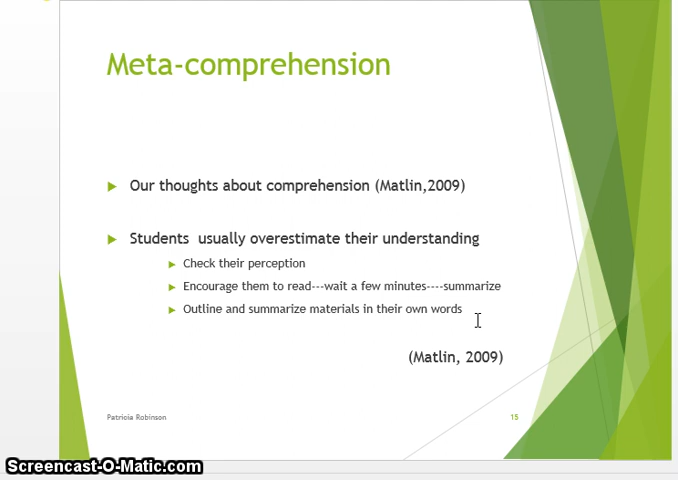 Meta-comprehension
Our thoughts about comprehension (Matlin,2009)
Students usually overestimate their understanding
Check their perception
Encourage them to read---wait a few minutes----summarize
Outline and summarize materials in their own words
(Matlin, 2009)
Patricia Robinson
15
Screencast-O-Matic.com